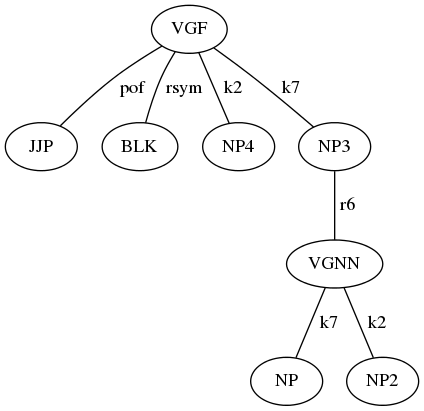 VGF
pof rsym k2 k7
JJP BLK NP4 NP3
r6
VGNN
k7 k2
NP NP2